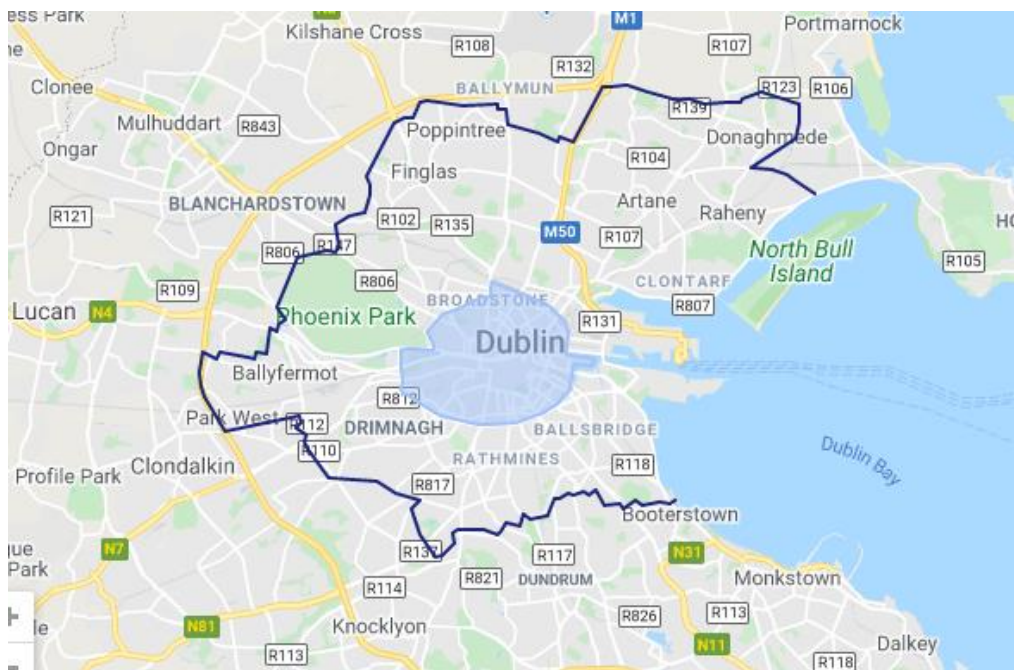 ess Park
Kilshane Cross
M1
Portmarnock
R108
R107
R132
Clonee
BALLYMUN
R123
R106
R139
Mulhuddart
R843
Poppintree
Donaghmede
Ongar
R104
Finglas
BLANCHARDSTOWN
Artane
R121
R102
R135
Raheny
M50
R107
R147
R806
North Bull
Island
R105
R806
CLONTARF
R109
BROADSTONE
R807
Lucan
N4
Phoenix Park
R131
Dublin
Ballyfermot
R812
Park West
R112
DRIMNAGH
BALLSBRIDGE
R110
Dublin Bay
Clondalkin
RATHMINES
R118
Profile Park
R817
Booterstown
N7
R137
R117
N31
gue
Park
R114
R821
DUNDRUM
Monkstown
R826
R113
N81
Knocklyon
N11
Dalkey
R113
R118